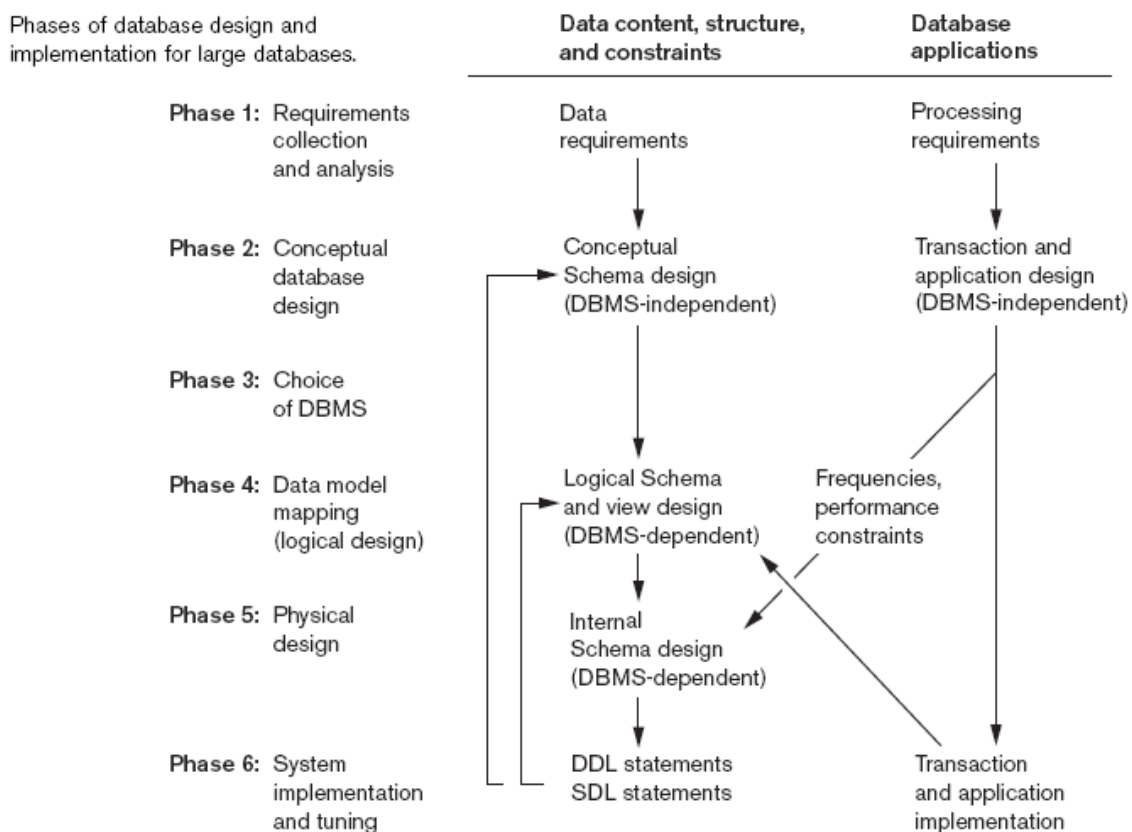 Phases of database design and
implementation for large databases.
Data content, structure,
and constraints
Database
applications
Phase 1: Requirements
collection
and analysis
Data
requirements
Processing
requirements
Phase 2: Conceptual
database
design
Conceptual
Schema design
(DBMS-independent)
Transaction and
application design
(DBMS-independent)
Phase 3: Choice
of DBMS
Phase 4: Data model
mapping
(logical design)
Logical Schema
and view design
(DBMS-dependent)
Frequencies,
performance
constraints
Phase 5: Physical
design
Internal
Schema design
(DBMS-dependent)
Phase 6: System
implementation
and tuning
DDL statements
SDL statements
Transaction
and application
implementation